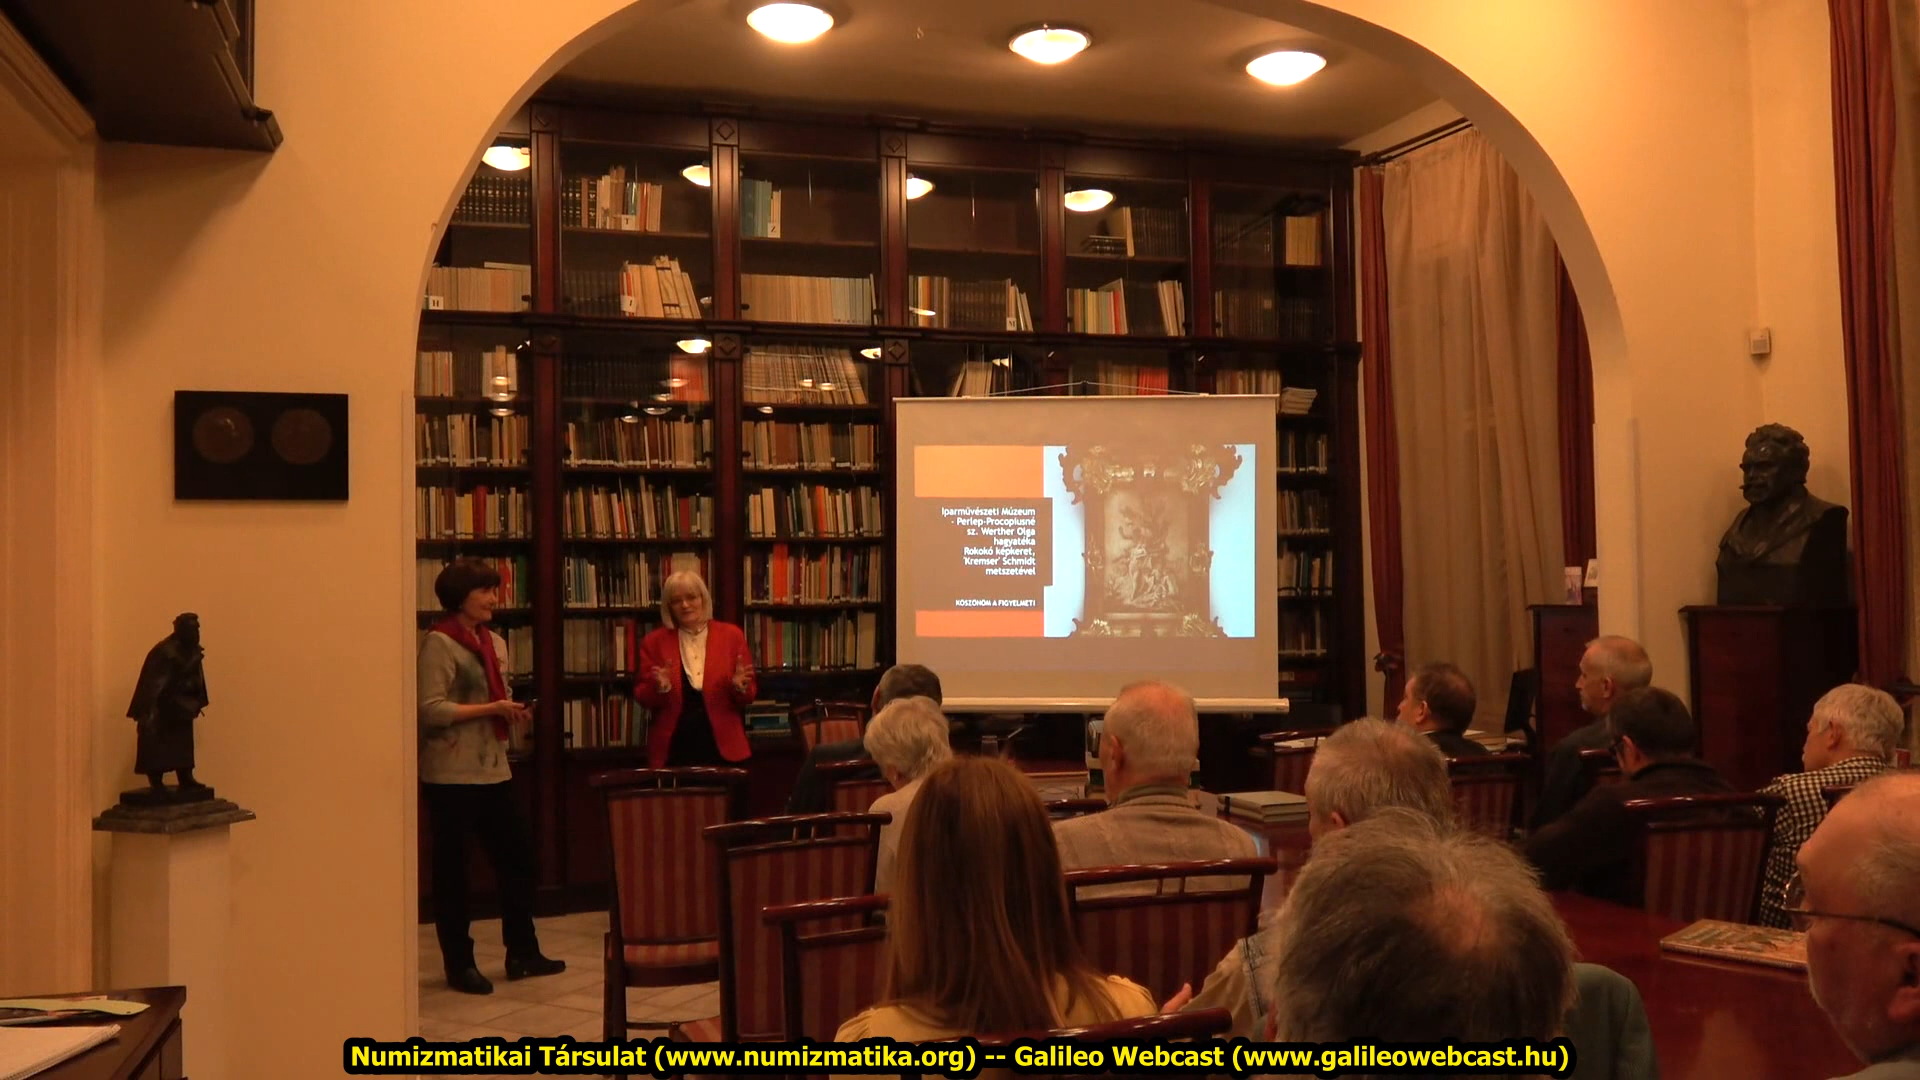 Iparművészeti Múzeum
- Perlep-Procopiusné
sz. Werther Olga
hagyatéka
Rokokó képkeret,
'Kremser' Schmidt
metszetével
KÖSZÖNÖM A FIGYELMET!
Numizmatikai Társulat (www.numizmatika.org) -- Galileo Webcast (www.galileowebcast.hu)